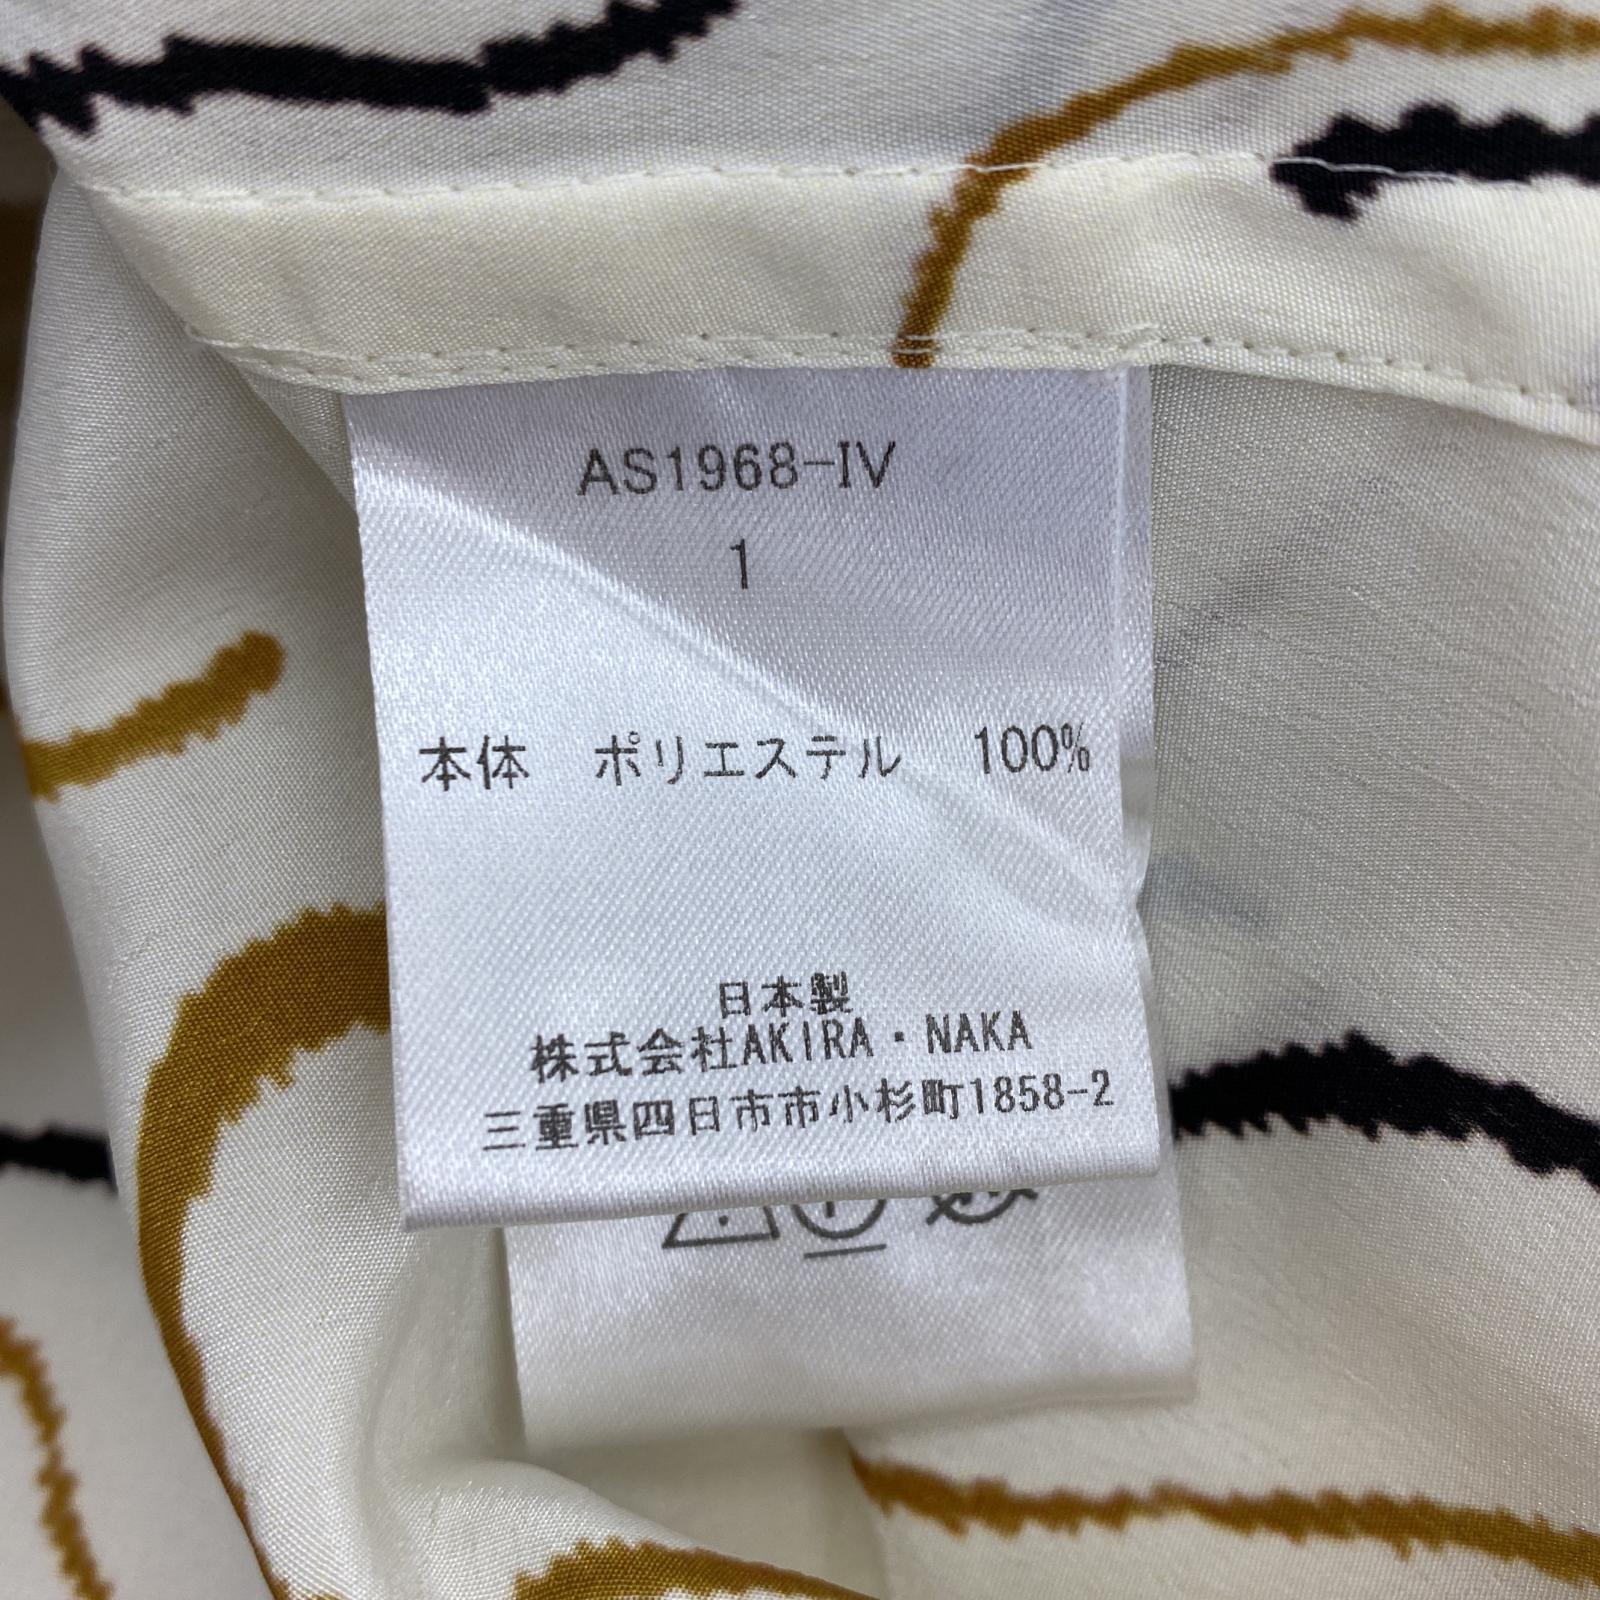 AS1968-IV
1
本体 ポリエステル 100%
日本製
株式会社AKIRA・NAKA
三重県四日市市小杉町1858-2